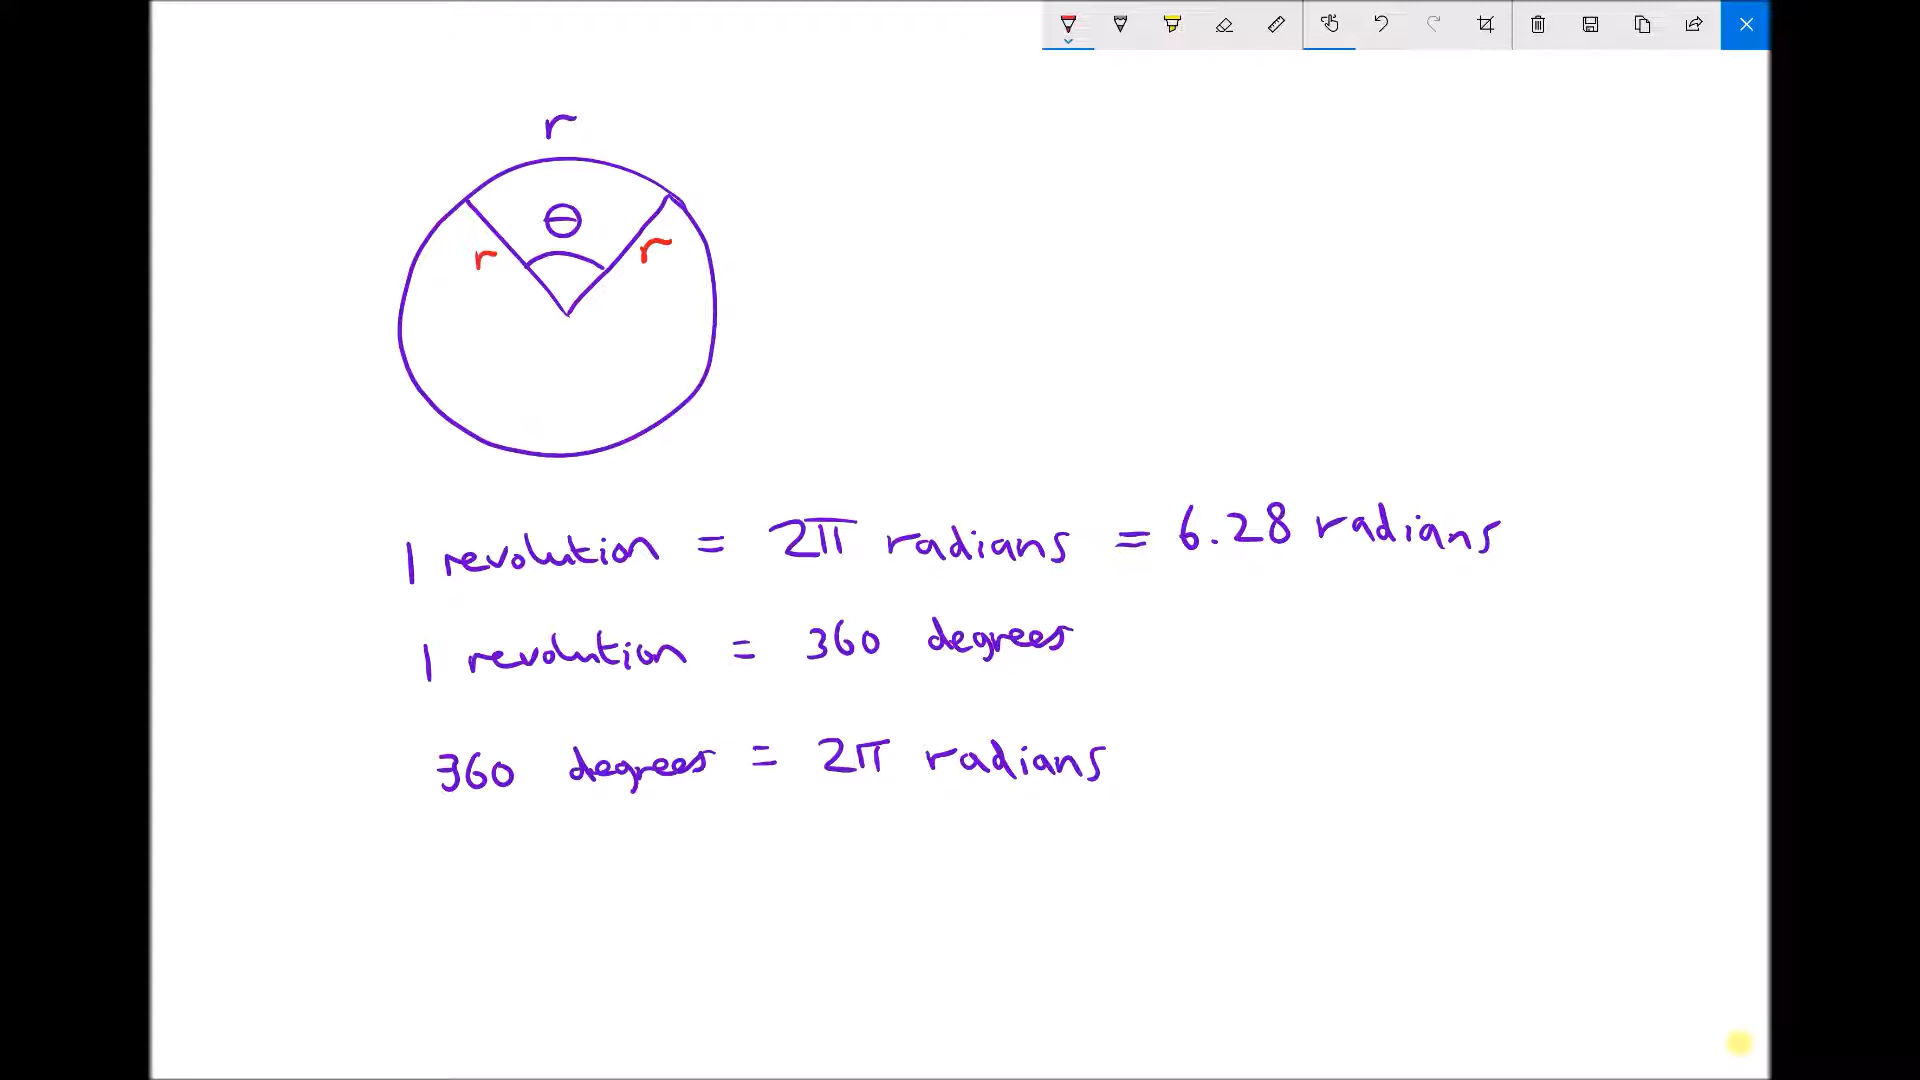 r
θ
r r
1 revolution = 2π radians = 6.28 radians
1 revolution = 360 degrees
360 degrees = 2π radians